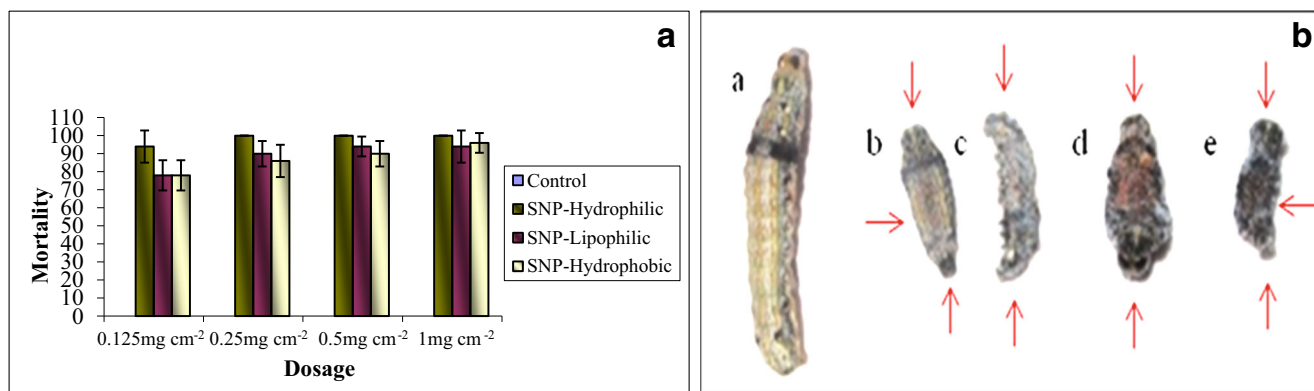 a
110
100
90
80
70
60
50
40
30
20
10
0
Mortality
0.125mg cm-2 0.25mg cm-2 0.5mg cm-2 1mg cm -2
Dosage
Control
SNP-Hydrophilic
SNP-Lipophilic
SNP-Hydrophobic
b
a
b c d e